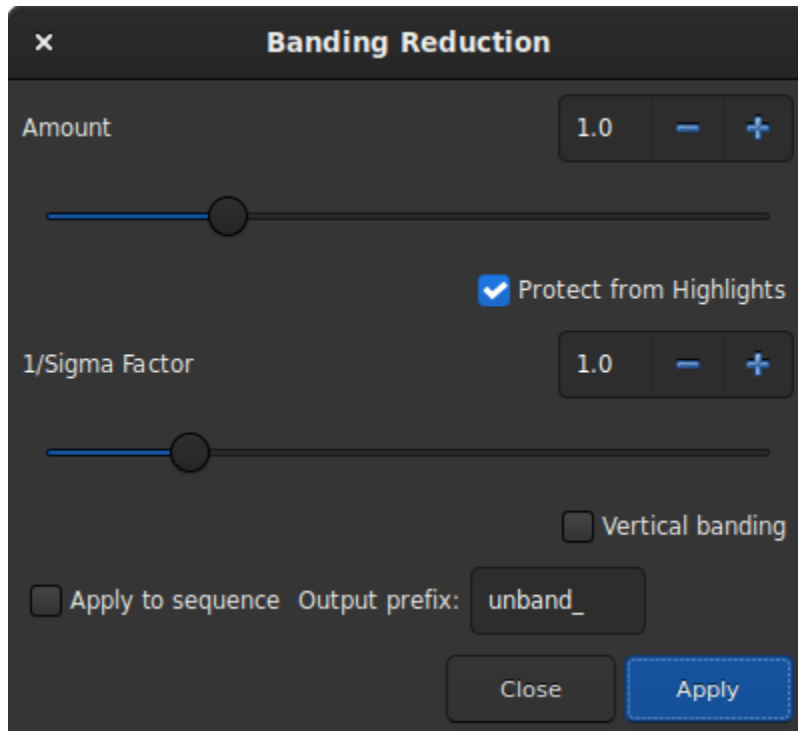 Banding Reduction
Amount 1.0
Protect from Highlights
1/Sigma Factor 1.0
Vertical banding
Apply to sequence Output prefix: unband_
Close Apply